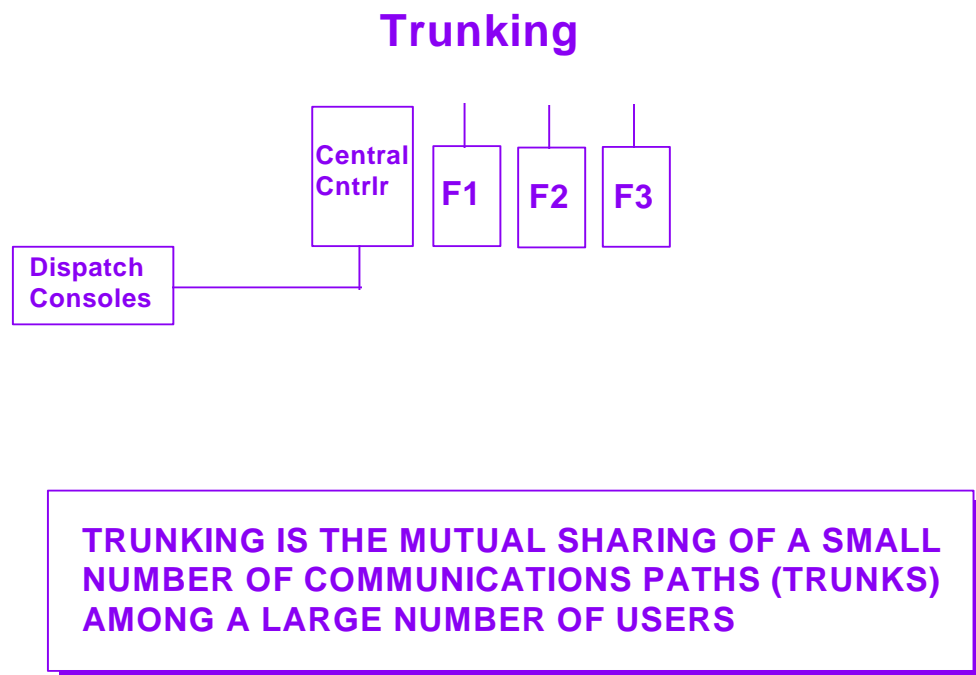 Trunking
Central
Cntrlr
F1
F2
F3
Dispatch
Consoles
TRUNKING IS THE MUTUAL SHARING OF A SMALL
NUMBER OF COMMUNICATIONS PATHS (TRUNKS)
AMONG A LARGE NUMBER OF USERS